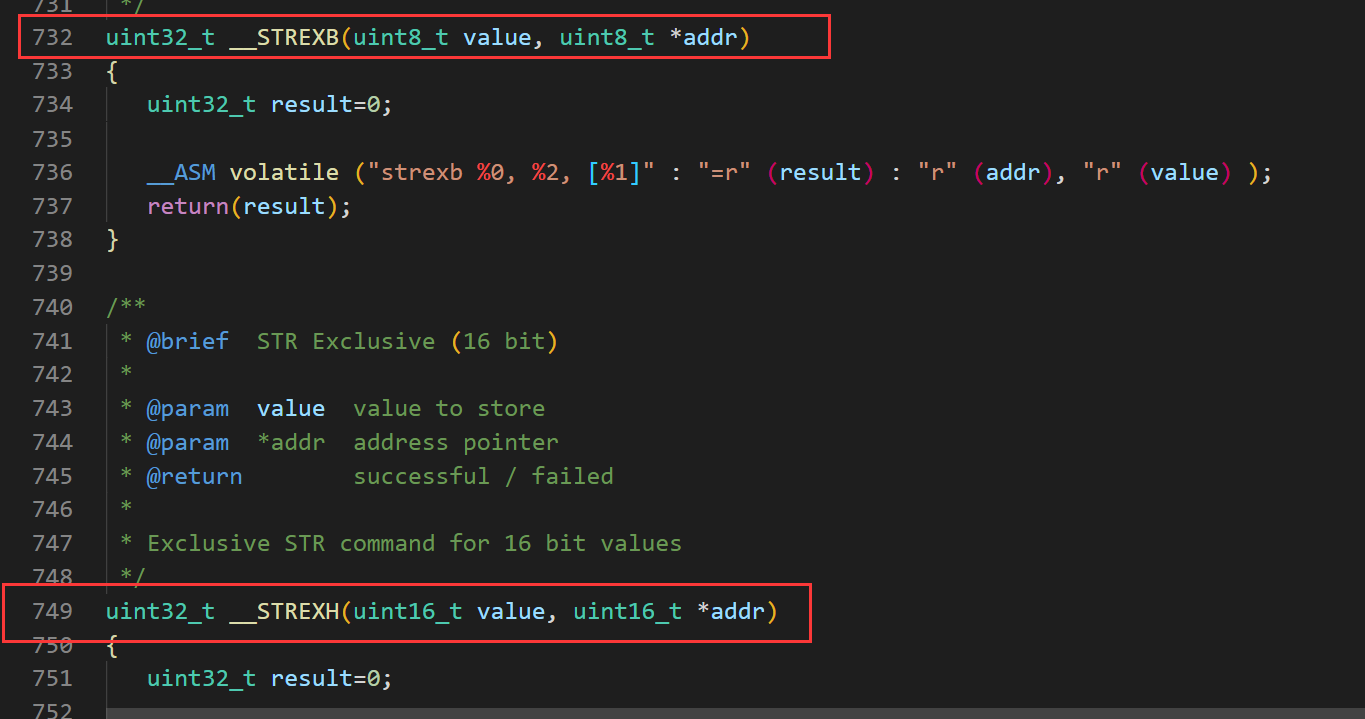 731     */
732  uint32_t __STREXB(uint8_t value, uint8_t *addr)
733  {
734     uint32_t result=0;
735
736     __ASM volatile ("strexb %0, %2, [%1]" : "=r" (result) : "r" (addr), "r" (value) );
737     return(result);
738  }
739
740  /**
741   * @brief  STR Exclusive (16 bit)
742   *
743   * @param  value  value to store
744   * @param  *addr  address pointer
745   * @return        successful / failed
746   *
747   * Exclusive STR command for 16 bit values
748   */
749  uint32_t __STREXH(uint16_t value, uint16_t *addr)
750  {
751     uint32_t result=0;
752